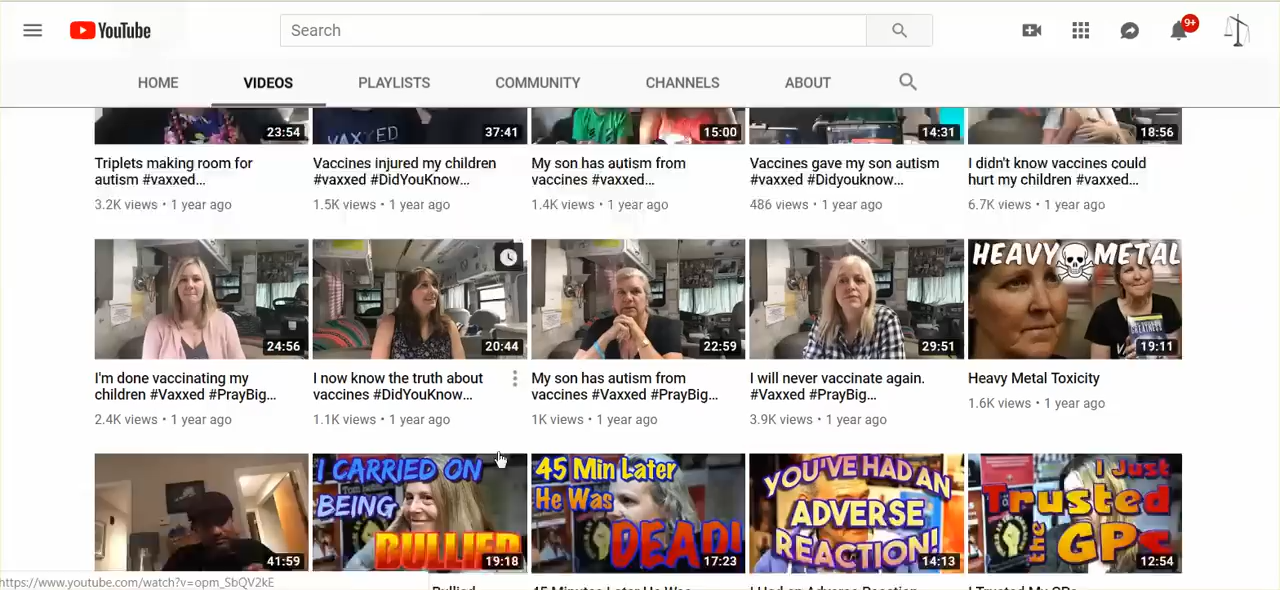 YouTube
Search
9+
HOME VIDEOS PLAYLISTS COMMUNITY CHANNELS ABOUT
VAXXED
23:54 37:41 15:00 14:31 18:56
Triplets making room for
autism #vaxxed...
3.2K views • 1 year ago
Vaccines injured my children
#vaxxed #DidYouKnow...
1.5K views • 1 year ago
My son has autism from
vaccines #vaxxed...
1.4K views • 1 year ago
Vaccines gave my son autism
#vaxxed #Didyouknow...
486 views • 1 year ago
I didn't know vaccines could
hurt my children #vaxxed...
6.7K views • 1 year ago
HEAVY METAL
24:56 20:44 22:59 29:51 19:11
I'm done vaccinating my
children #Vaxxed #PrayBig...
2.4K views • 1 year ago
I now know the truth about
vaccines #DidYouKnow...
1.1K views • 1 year ago
My son has autism from
vaccines #Vaxxed #PrayBig...
1K views • 1 year ago
I will never vaccinate again.
#Vaxxed #PrayBig...
3.9K views • 1 year ago
Heavy Metal Toxicity
1.6K views • 1 year ago
41:59
I CARRIED ON
BEING
BULLIED
19:18
45 Min Later
He Was
DEAD!
17:23
YOU'VE HAD AN
ADVERSE
REACTION!
14:13
I Just
Trusted
the GPs
12:54
https://www.youtube.com/watch?v=opm_SbQV2kE